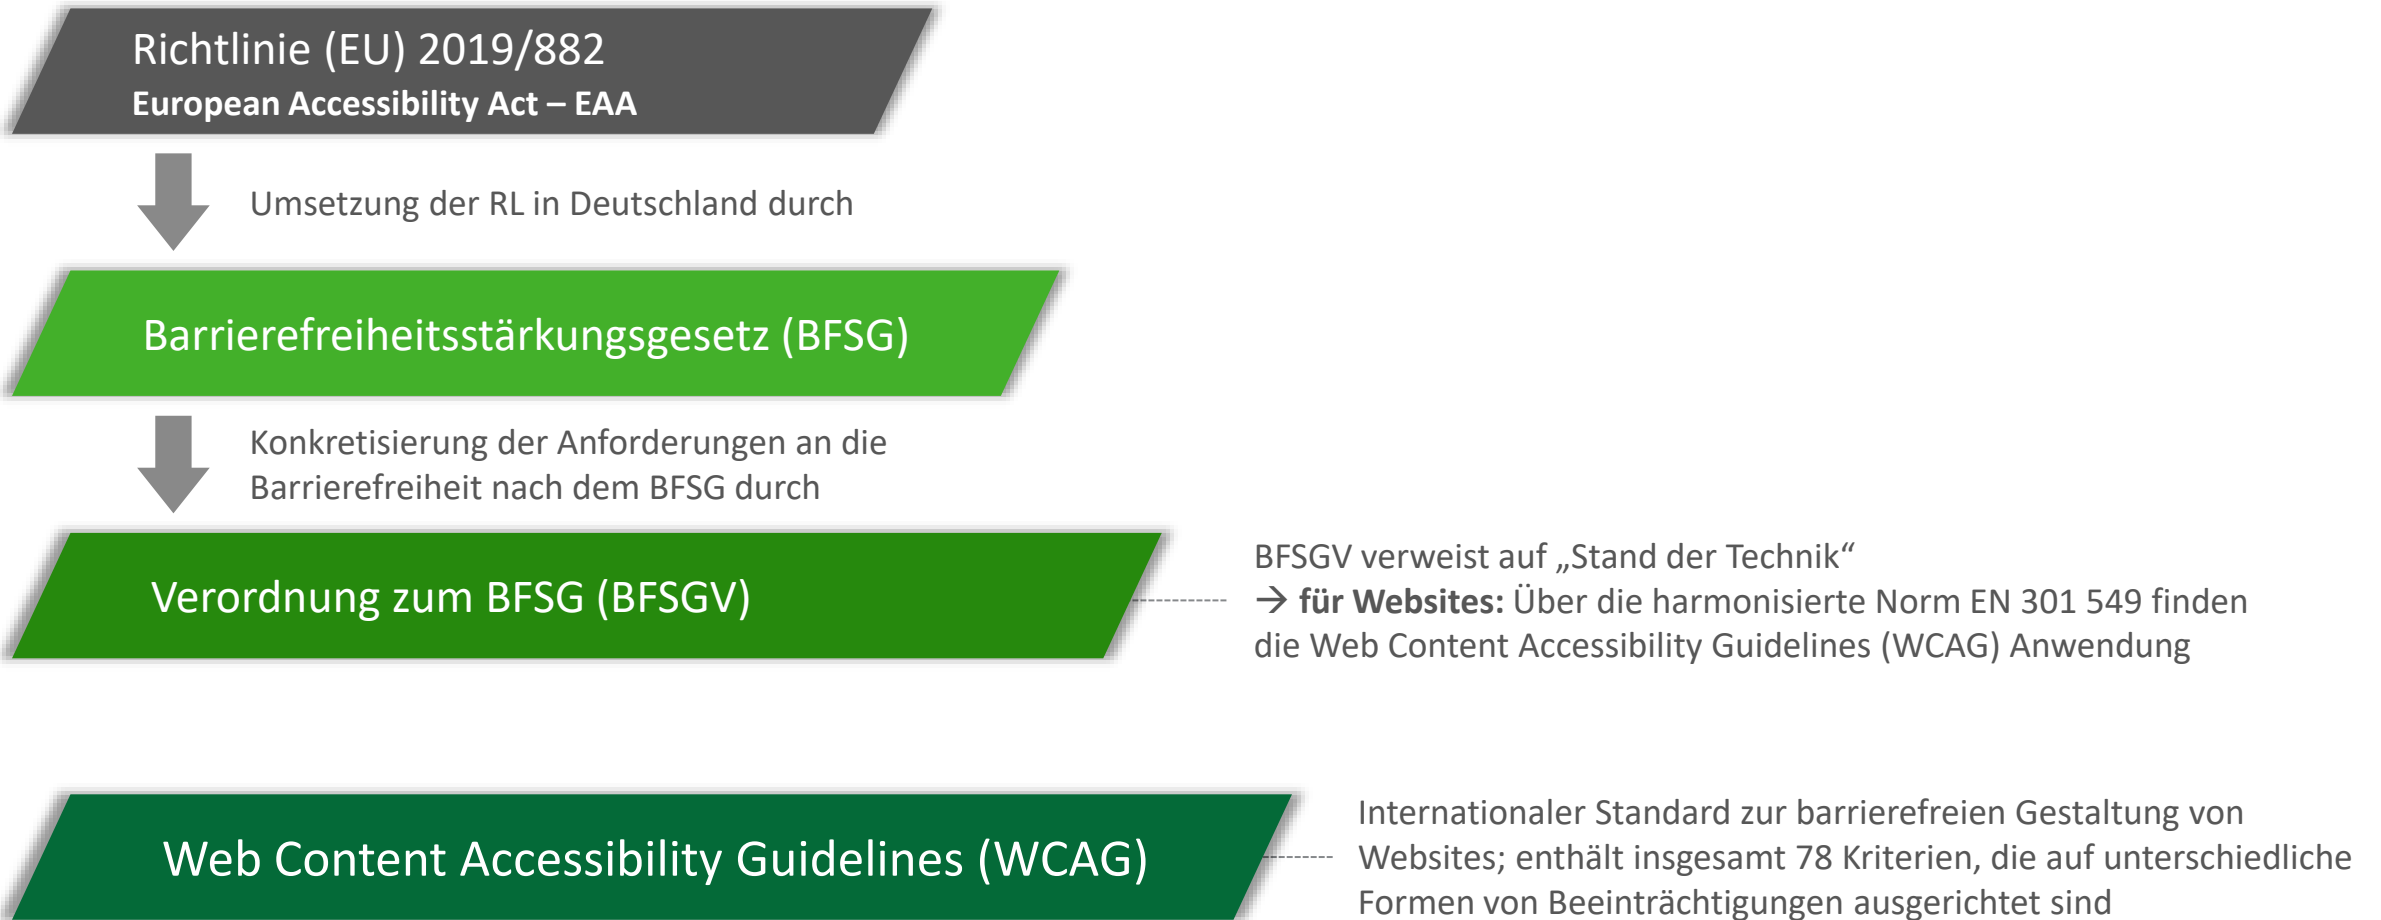 Richtlinie (EU) 2019/882
European Accessibility Act – EAA
Umsetzung der RL in Deutschland durch
Barrierefreiheitsstärkungsgesetz (BFSG)
Konkretisierung der Anforderungen an die
Barrierefreiheit nach dem BFSG durch
Verordnung zum BFSG (BFSGV)
BFSGV verweist auf „Stand der Technik“
→ für Websites: Über die harmonisierte Norm EN 301 549 finden
die Web Content Accessibility Guidelines (WCAG) Anwendung
Web Content Accessibility Guidelines (WCAG)
Internationaler Standard zur barrierefreien Gestaltung von
Websites; enthält insgesamt 78 Kriterien, die auf unterschiedliche
Formen von Beeinträchtigungen ausgerichtet sind